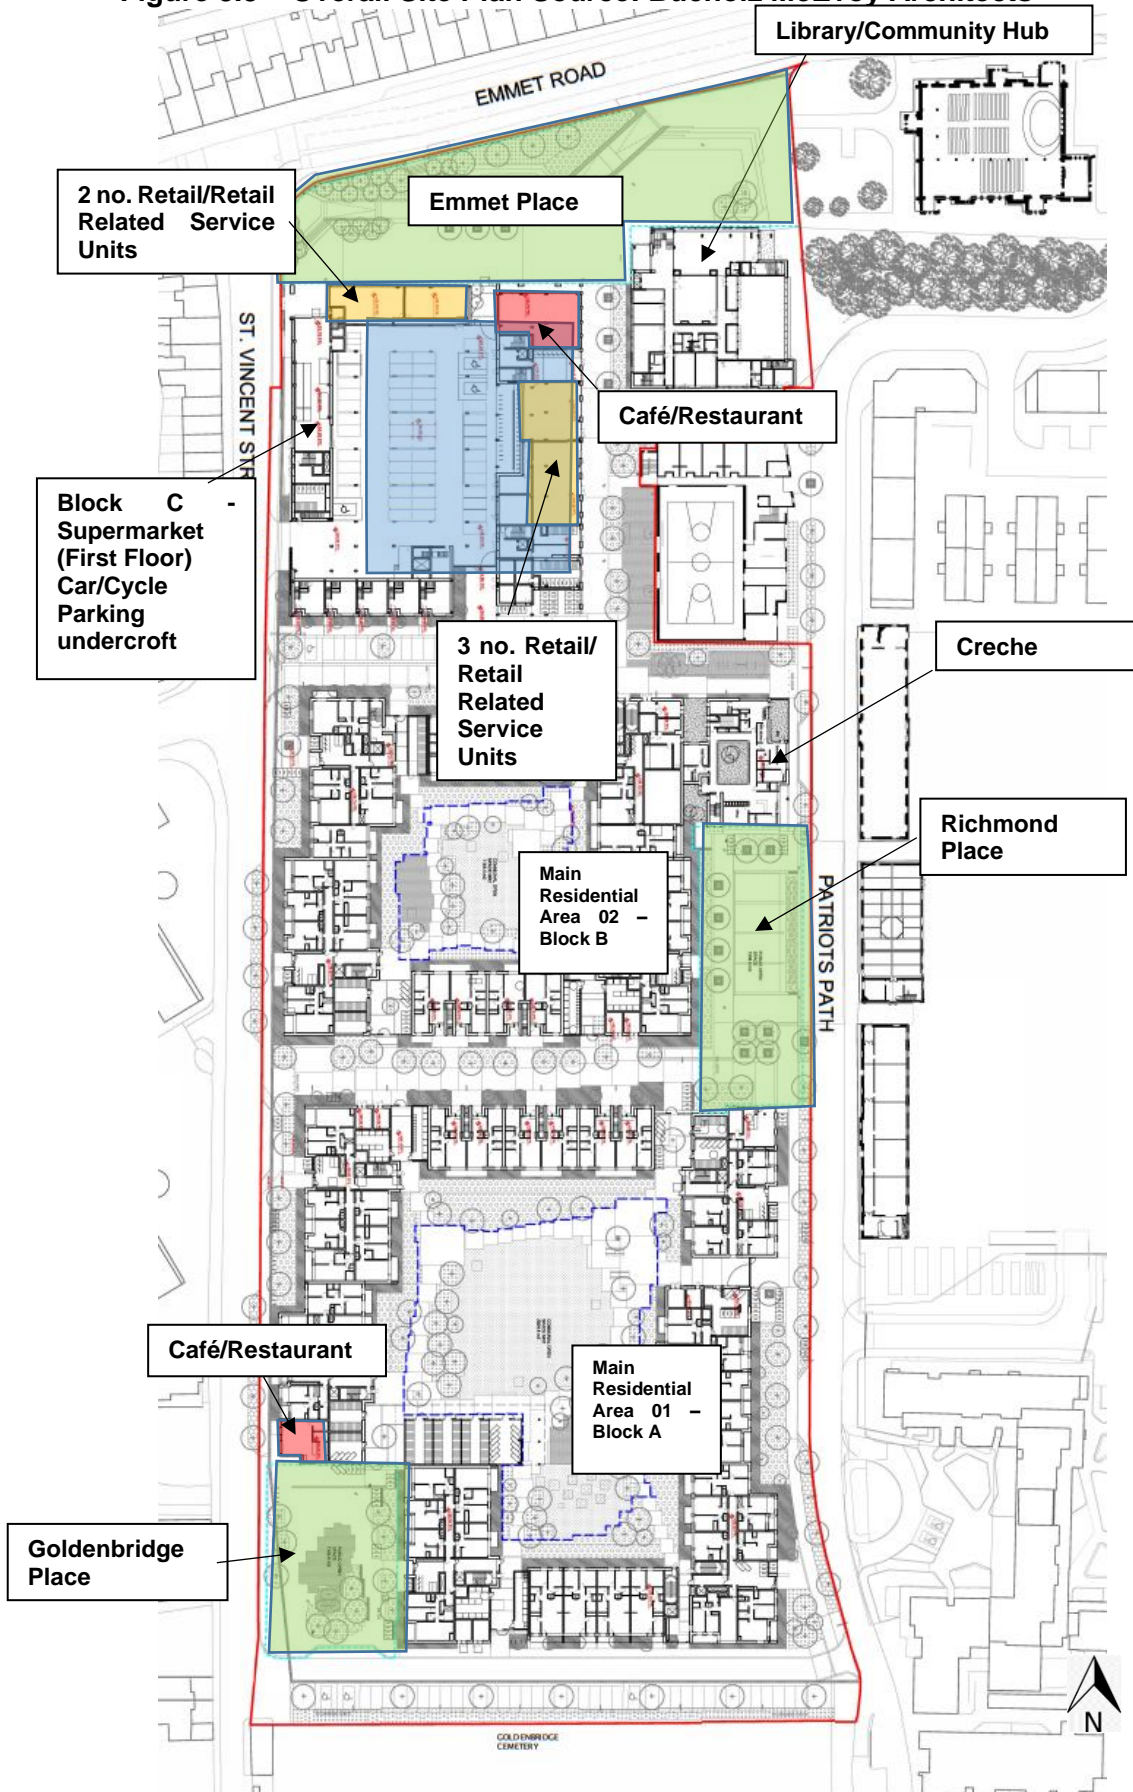 Library/Community Hub
EMMET ROAD
2 no. Retail/Retail
Related Service
Units
Emmet Place
ST. VINCENT STR
Café/Restaurant
Block C -
Supermarket
(First Floor)
Car/Cycle
Parking
undercroft
3 no. Retail/
Retail
Related
Service
Units
Creche
Richmond
Place
Main
Residential
Area 02 –
Block B
PATRIOTS PATH
Café/Restaurant
Main
Residential
Area 01 –
Block A
Goldenbridge
Place
N
GOLDENBRIDGE
CEMETERY